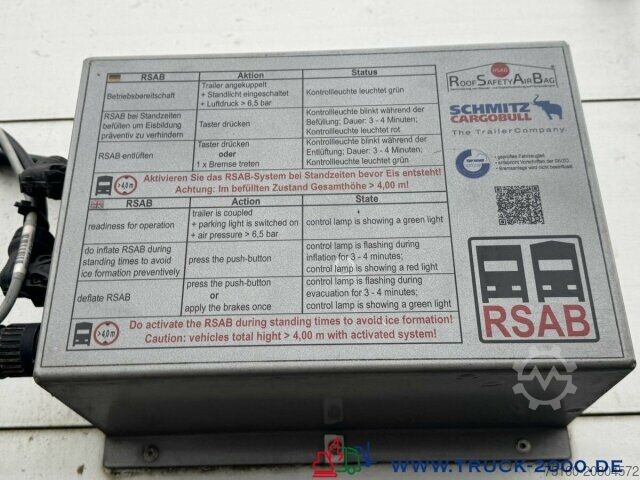 RSAB Aktion Status
Betriebsbereitschaft
Trailer angekuppelt
+ Standlicht eingeschaltet
+ Luftdruck > 6,5 bar
Kontrollleuchte leuchtet grün
RSAB bei Standzeiten
befüllen um Eisbildung
präventiv zu verhindern
Taster drücken
Kontrollleuchte blinkt während der
Befüllung; Dauer: 3 - 4 Minuten;
Kontrollleuchte leuchtet rot
RSAB entlüften
Taster drücken
oder
1 x Bremse treten
Kontrollleuchte blinkt während der
Entlüftung; Dauer: 3 - 4 Minuten;
Kontrollleuchte leuchtet grün
> 4,0 m
Aktivieren Sie das RSAB-System bei Standzeiten bevor Eis entsteht!
Achtung: Im befüllten Zustand Gesamthöhe > 4,00 m!
RSAB Action State
readiness for operation
trailer is coupled
+ parking light is switched on
+ air pressure > 6,5 bar
control lamp is showing a green light
do inflate RSAB during
standing times to avoid
ice formation preventively
press the push-button
control lamp is flashing during
inflation for 3 - 4 minutes;
control lamp is showing a red light
deflate RSAB
press the push-button
or
apply the brakes once
control lamp is flashing during
evacuation for 3 - 4 minutes;
control lamp is showing a green light
> 4,0 m
Do activate the RSAB during standing times to avoid ice formation!
Caution: vehicles total hight > 4,00 m with activated system!
RSAB
ROOFSAFETYAIRBAG
SCHMITZ
CARGOBULL
The TrailerCompany.
RSAB
WWW.TRUCK-2000.DE